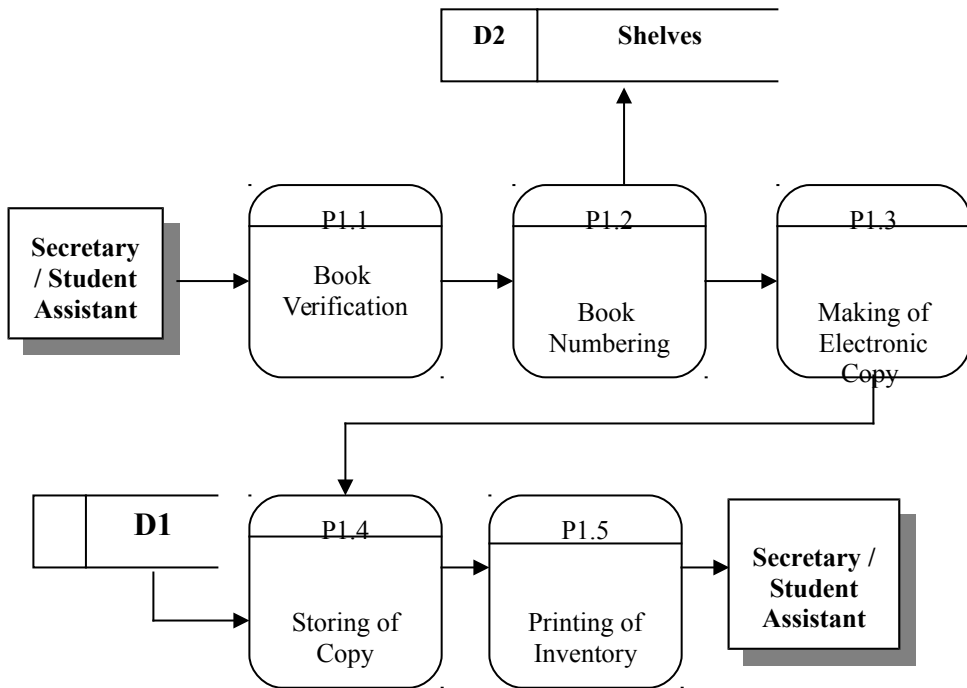 D2 Shelves
P1.1 P1.2 P1.3
Secretary
/ Student
Assistant
Book
Verification
Book
Numbering
Making of
Electronic
Copy
D1
P1.4
Storing of
Copy
P1.5
Printing of
Inventory
Secretary /
Student
Assistant